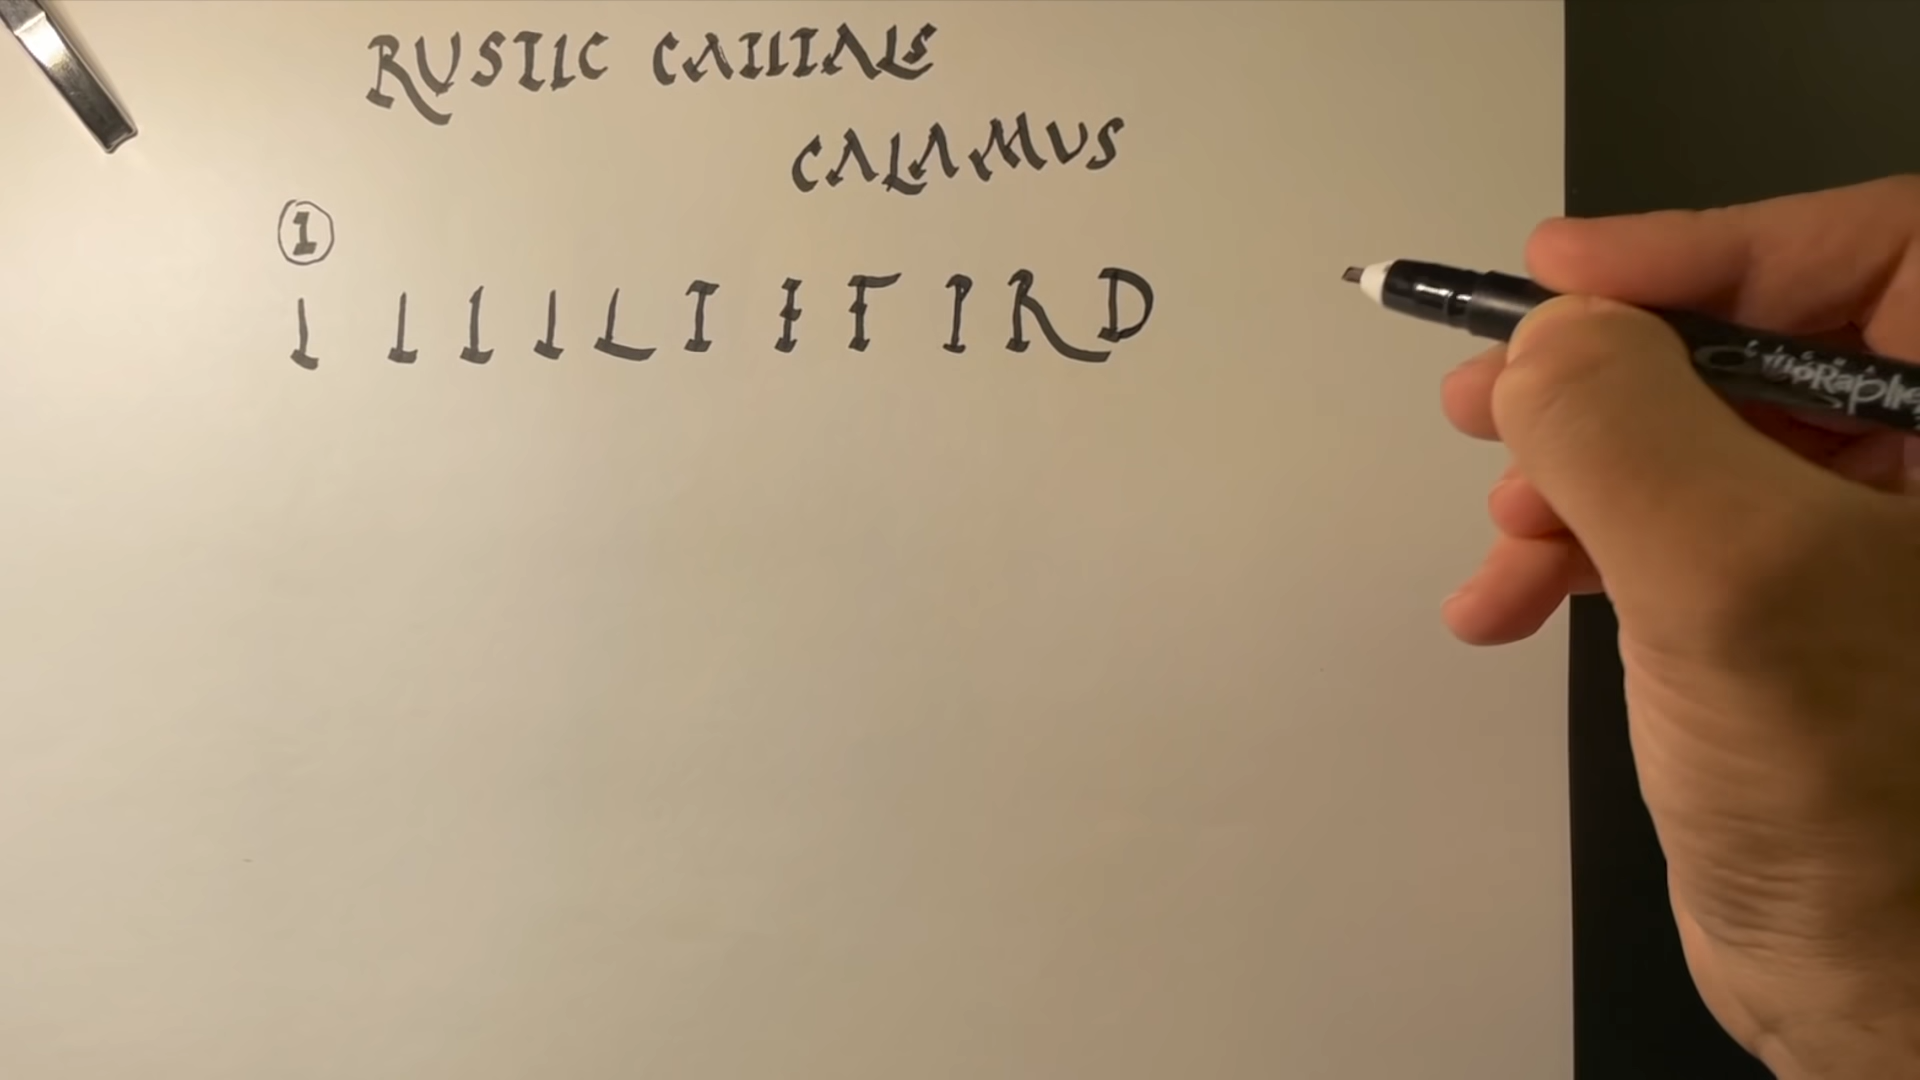 RUSTIC CAPITALS
CALAMUS
1
I I I I L T E F P R D